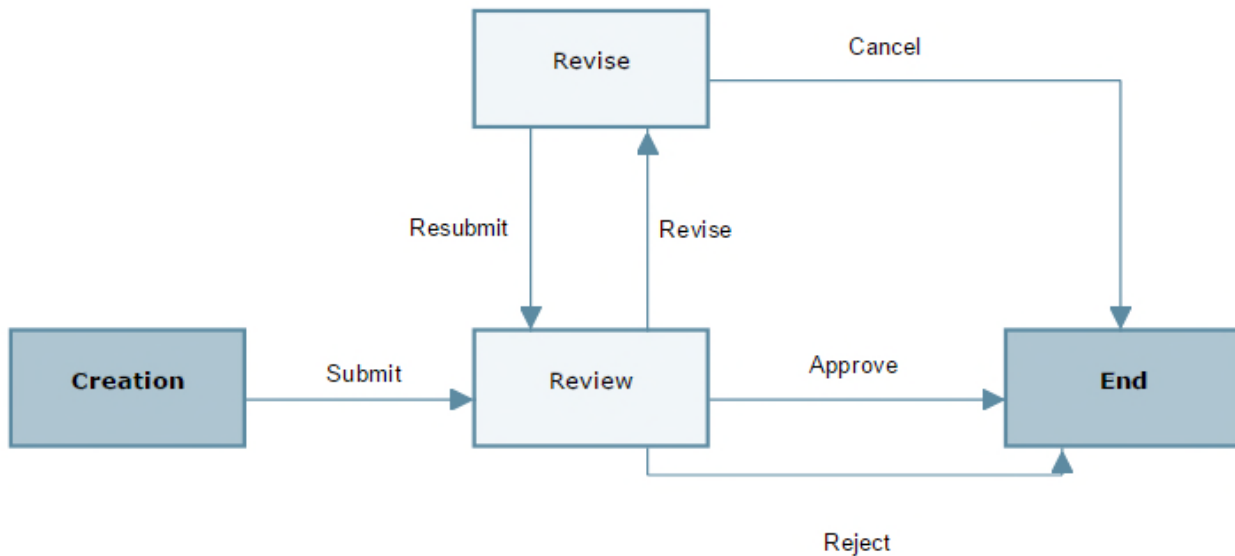 Revise
Cancel
Resubmit
Revise
Creation
Submit
Review
Approve
End
Reject